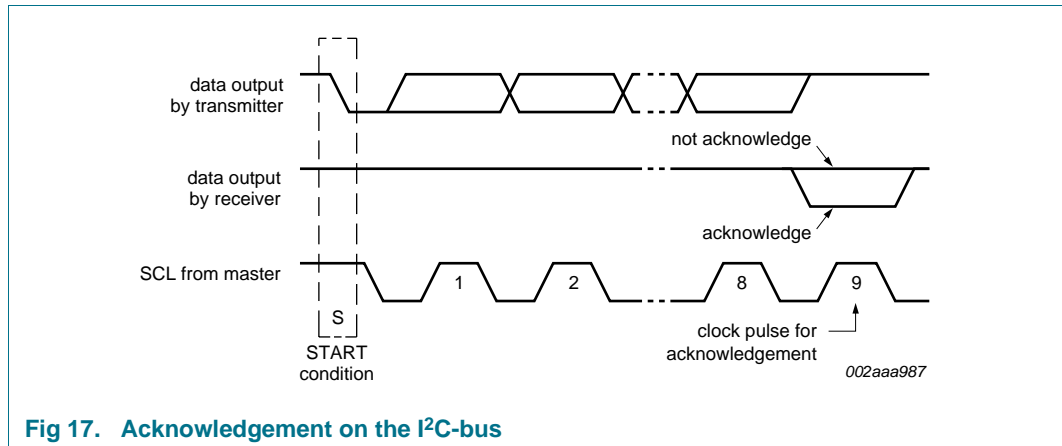 data output
by transmitter
not acknowledge
data output
by receiver
acknowledge
SCL from master
1
2
8
9
S
START
condition
clock pulse for
acknowledgement
002aaa987
Fig 17. Acknowledgement on the I²C-bus